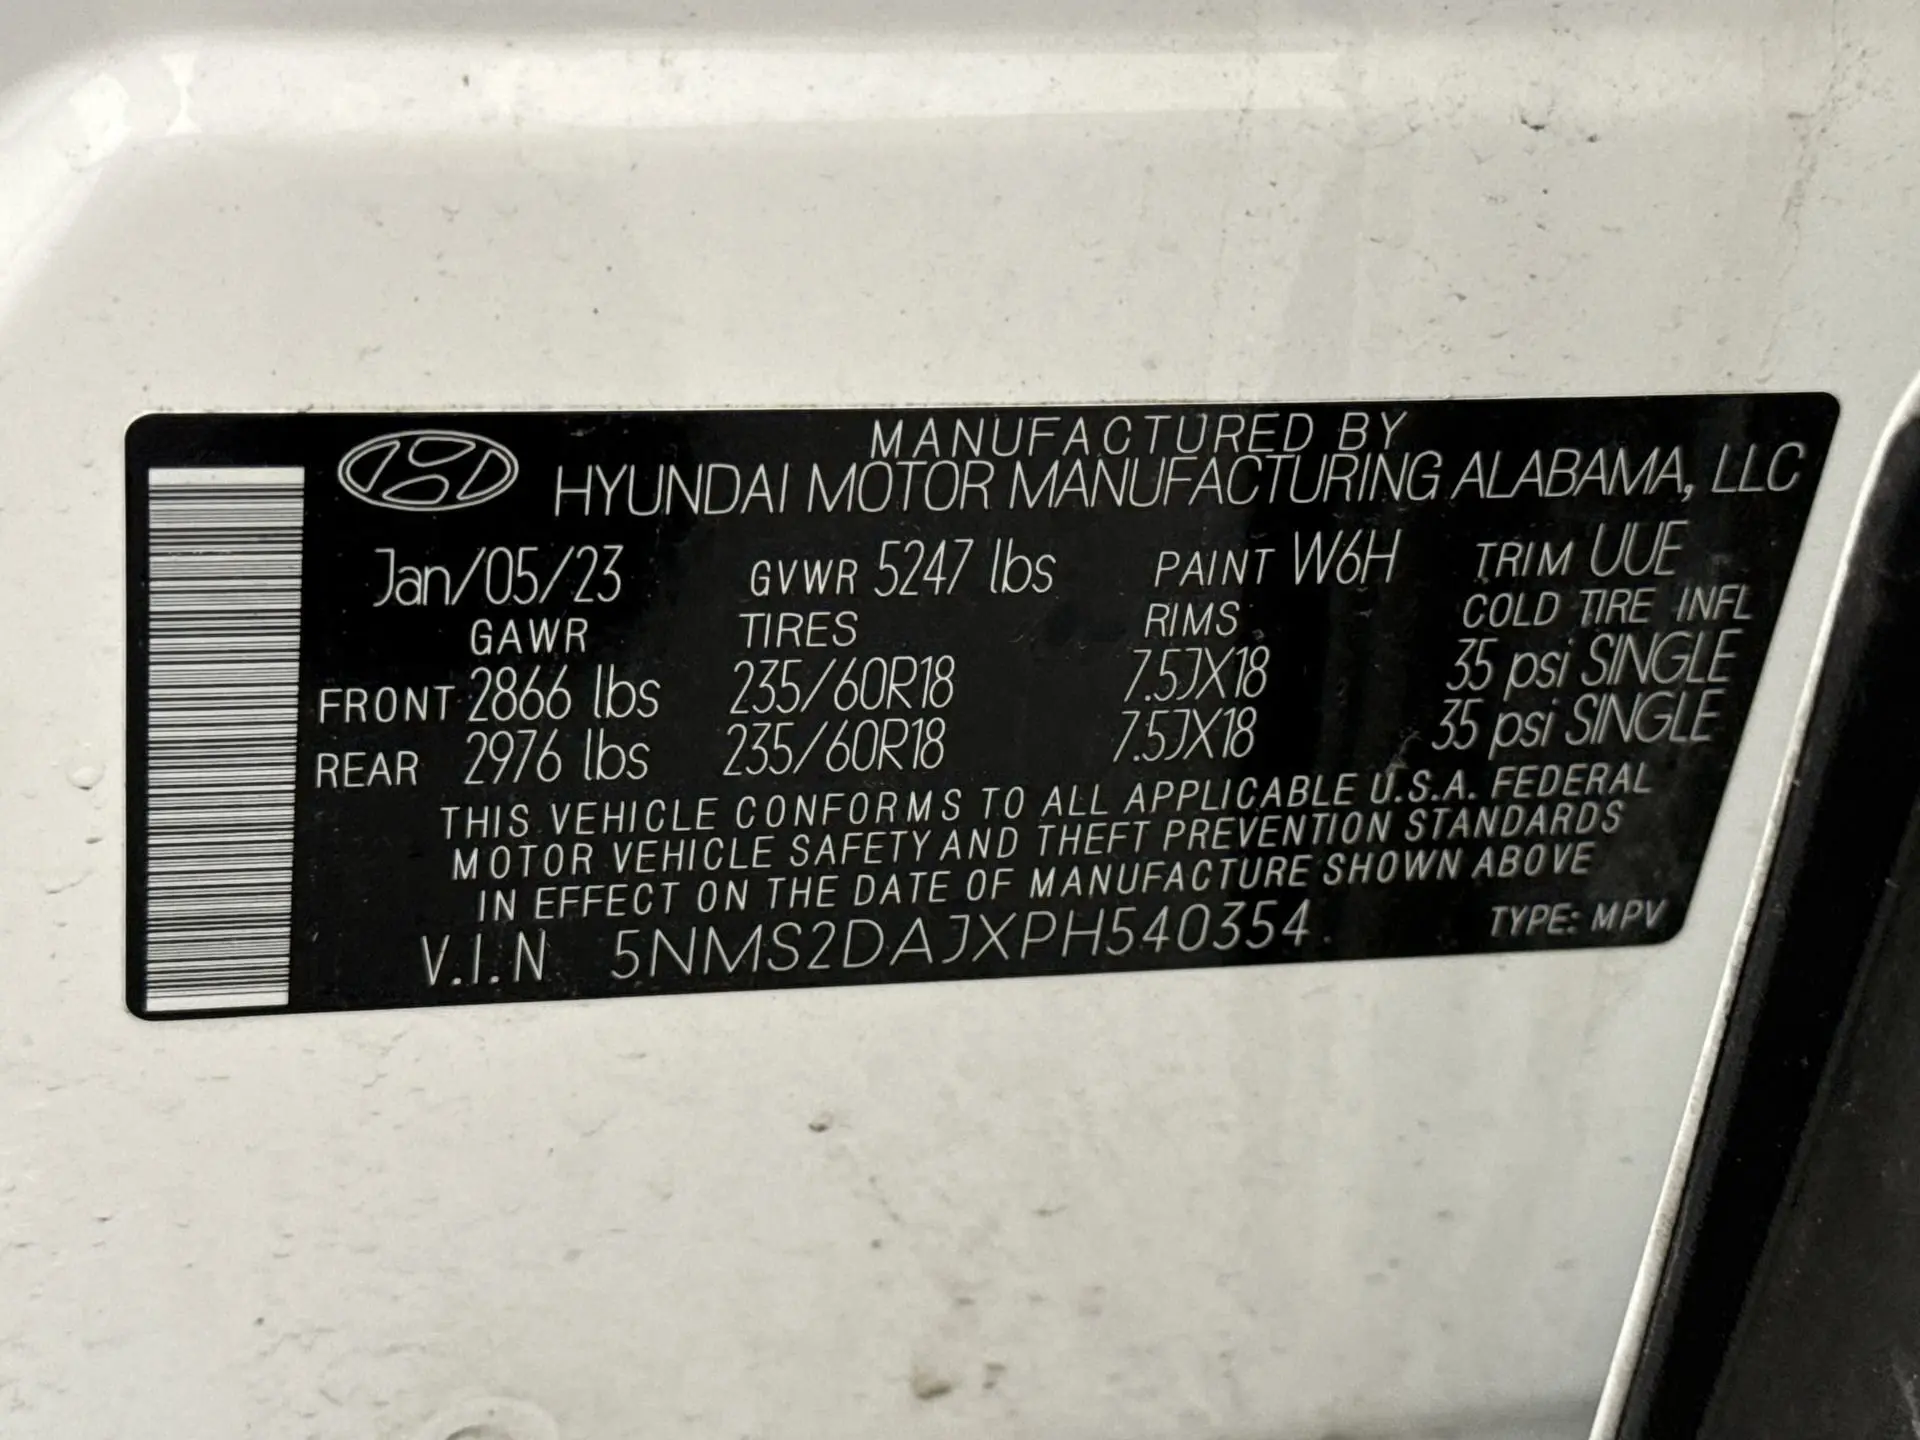 MANUFACTURED BY
HYUNDAI MOTOR MANUFACTURING ALABAMA, LLC
Jan/05/23 GVWR 5247 lbs PAINT W6H TRIM UUE
GAWR TIRES RIMS COLD TIRE INFL
FRONT 2866 lbs 235/60R18 7.5JX18 35 psi SINGLE
REAR 2976 lbs 235/60R18 7.5JX18 35 psi SINGLE
THIS VEHICLE CONFORMS TO ALL APPLICABLE U.S.A. FEDERAL
MOTOR VEHICLE SAFETY AND THEFT PREVENTION STANDARDS
IN EFFECT ON THE DATE OF MANUFACTURE SHOWN ABOVE
V.I.N 5NMS2DAJXPH540354 TYPE: MPV